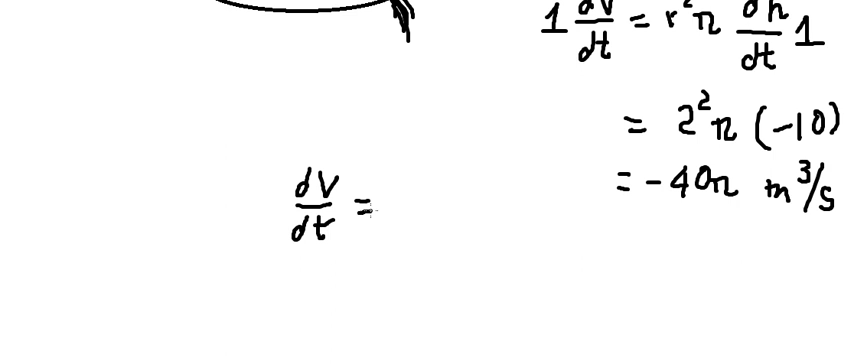 1 dV/dt = r²π dh/dt 1
= 2²π (-10)
= -40π m³/s
dV/dt =